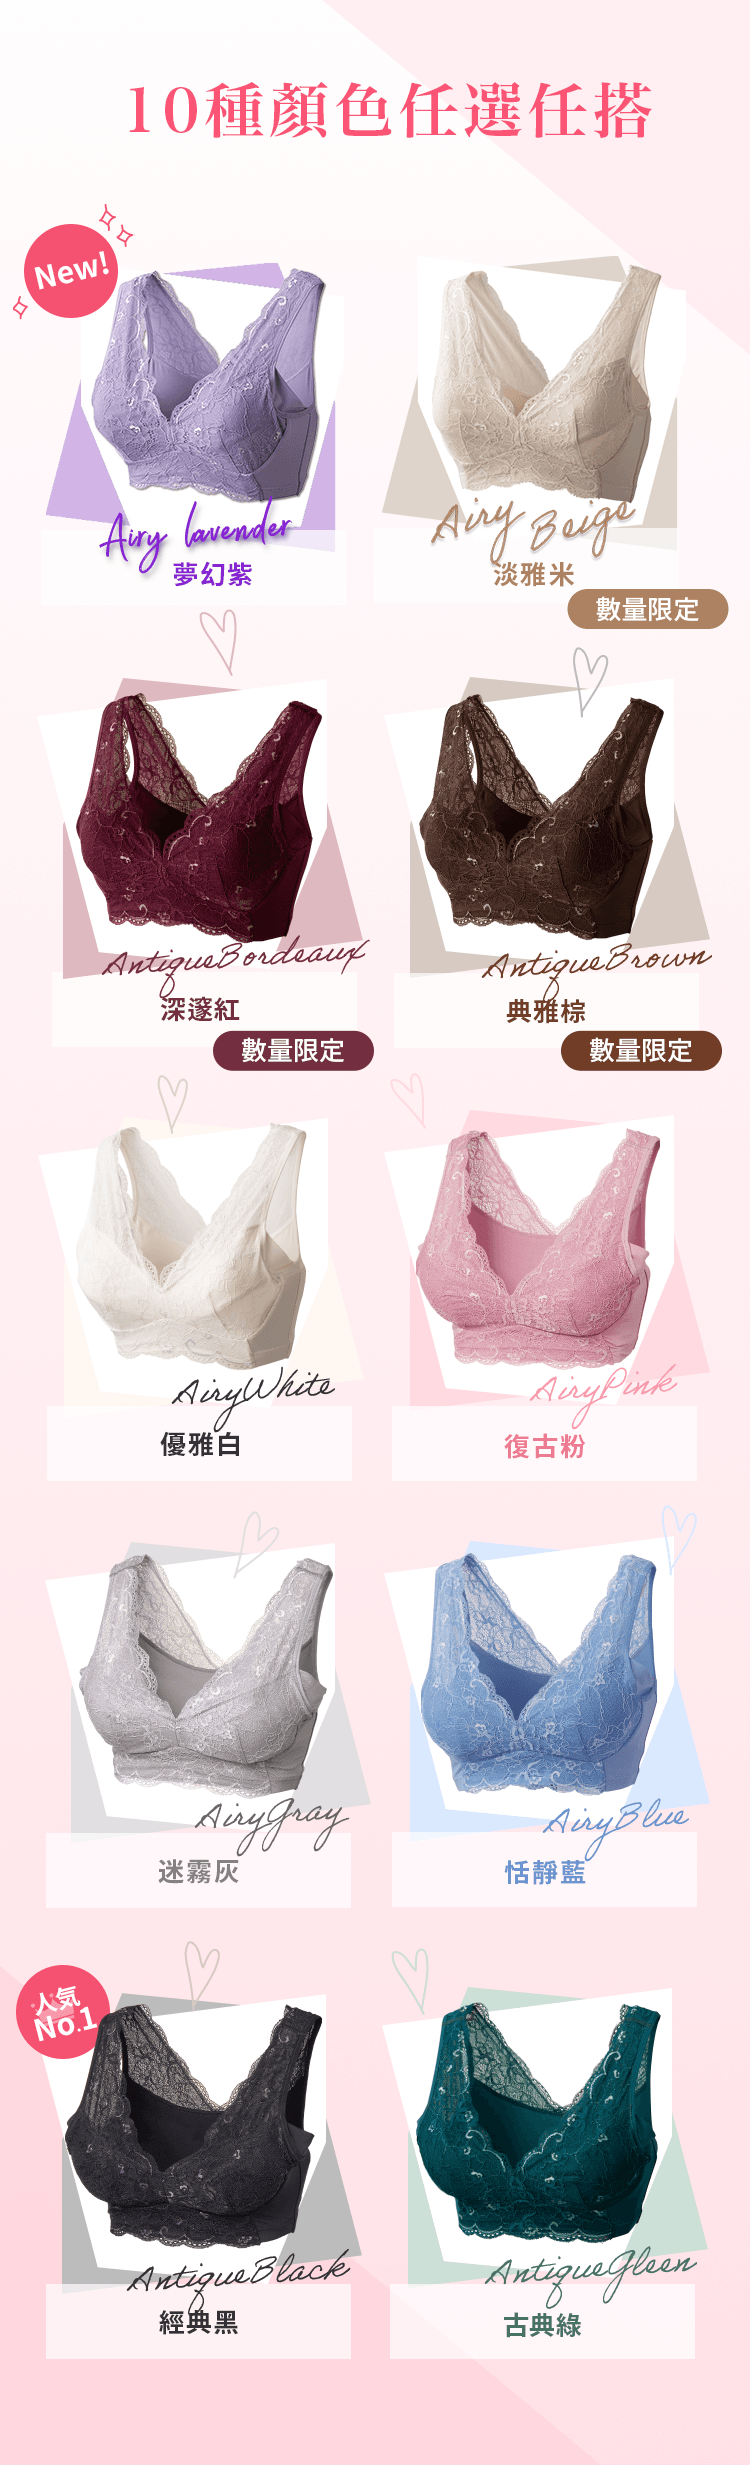 10種顏色任選任搭
New!
Airy lavender
夢幻紫
Airy Beige
淡雅米
數量限定
AntiqueBordeaux
深邃紅
數量限定
AntiqueBrown
典雅棕
數量限定
AiryWhite
優雅白
AiryPink
復古粉
AiryGray
迷霧灰
AiryBlue
恬靜藍
人気
No.1
AntiqueBlack
經典黑
AntiqueGleen
古典綠